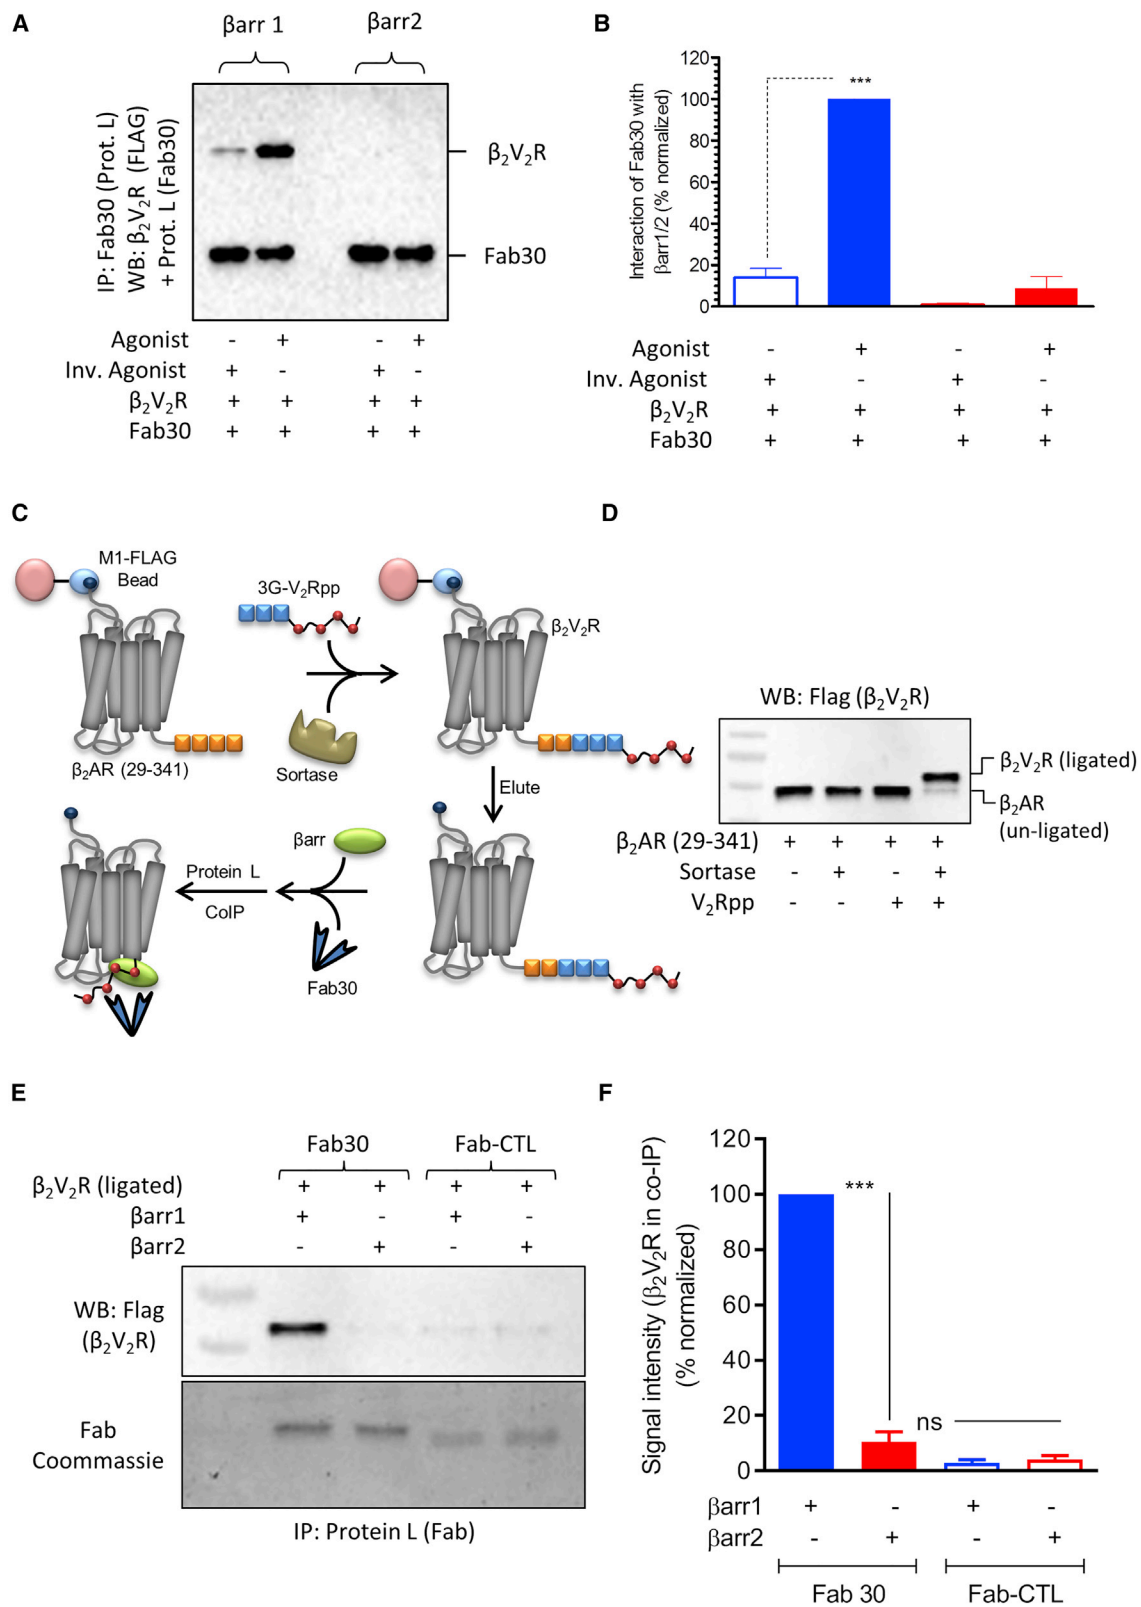 A
βarr 1 βarr2
IP: Fab30 (Prot. L)
WB: β₂V₂R (FLAG)
+ Prot. L (Fab30)
β₂V₂R
Fab30
Agonist - + - +
Inv. Agonist + - + -
β₂V₂R + + + +
Fab30 + + + +
B
Interaction of Fab30 with
βarr1/2 (% normalized)
120
100
80
60
40
20
0
***
Agonist - + - +
Inv. Agonist + - + -
β₂V₂R + + + +
Fab30 + + + +
C
M1-FLAG
Bead
3G-V₂Rpp
β₂V₂R
β₂AR (29-341)
Sortase
Elute
βarr
Protein L
CoIP
Fab30
D
WB: Flag (β₂V₂R)
β₂V₂R (ligated)
β₂AR
(un-ligated)
β₂AR (29-341) + + + +
Sortase - + - +
V₂Rpp - - + +
E
Fab30 Fab-CTL
β₂V₂R (ligated) + + + +
βarr1 + - + -
βarr2 - + - +
WB: Flag
(β₂V₂R)
Fab
Coommassie
IP: Protein L (Fab)
F
Signal intensity (β₂V₂R in co-IP)
(% normalized)
120
100
80
60
40
20
0
***
ns
βarr1 + - + -
βarr2 - + - +
Fab 30 Fab-CTL